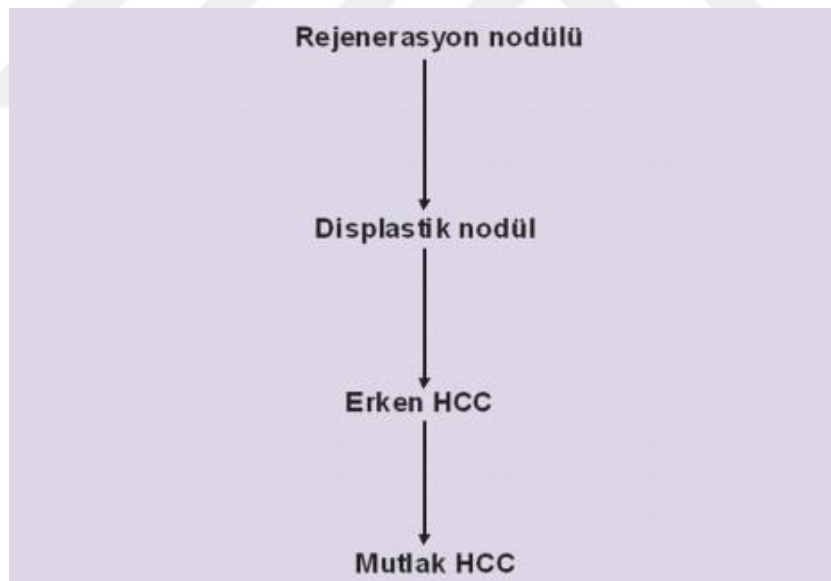 Rejenerasyon nodülü
Displastik nodül
Erken HCC
Mutlak HCC